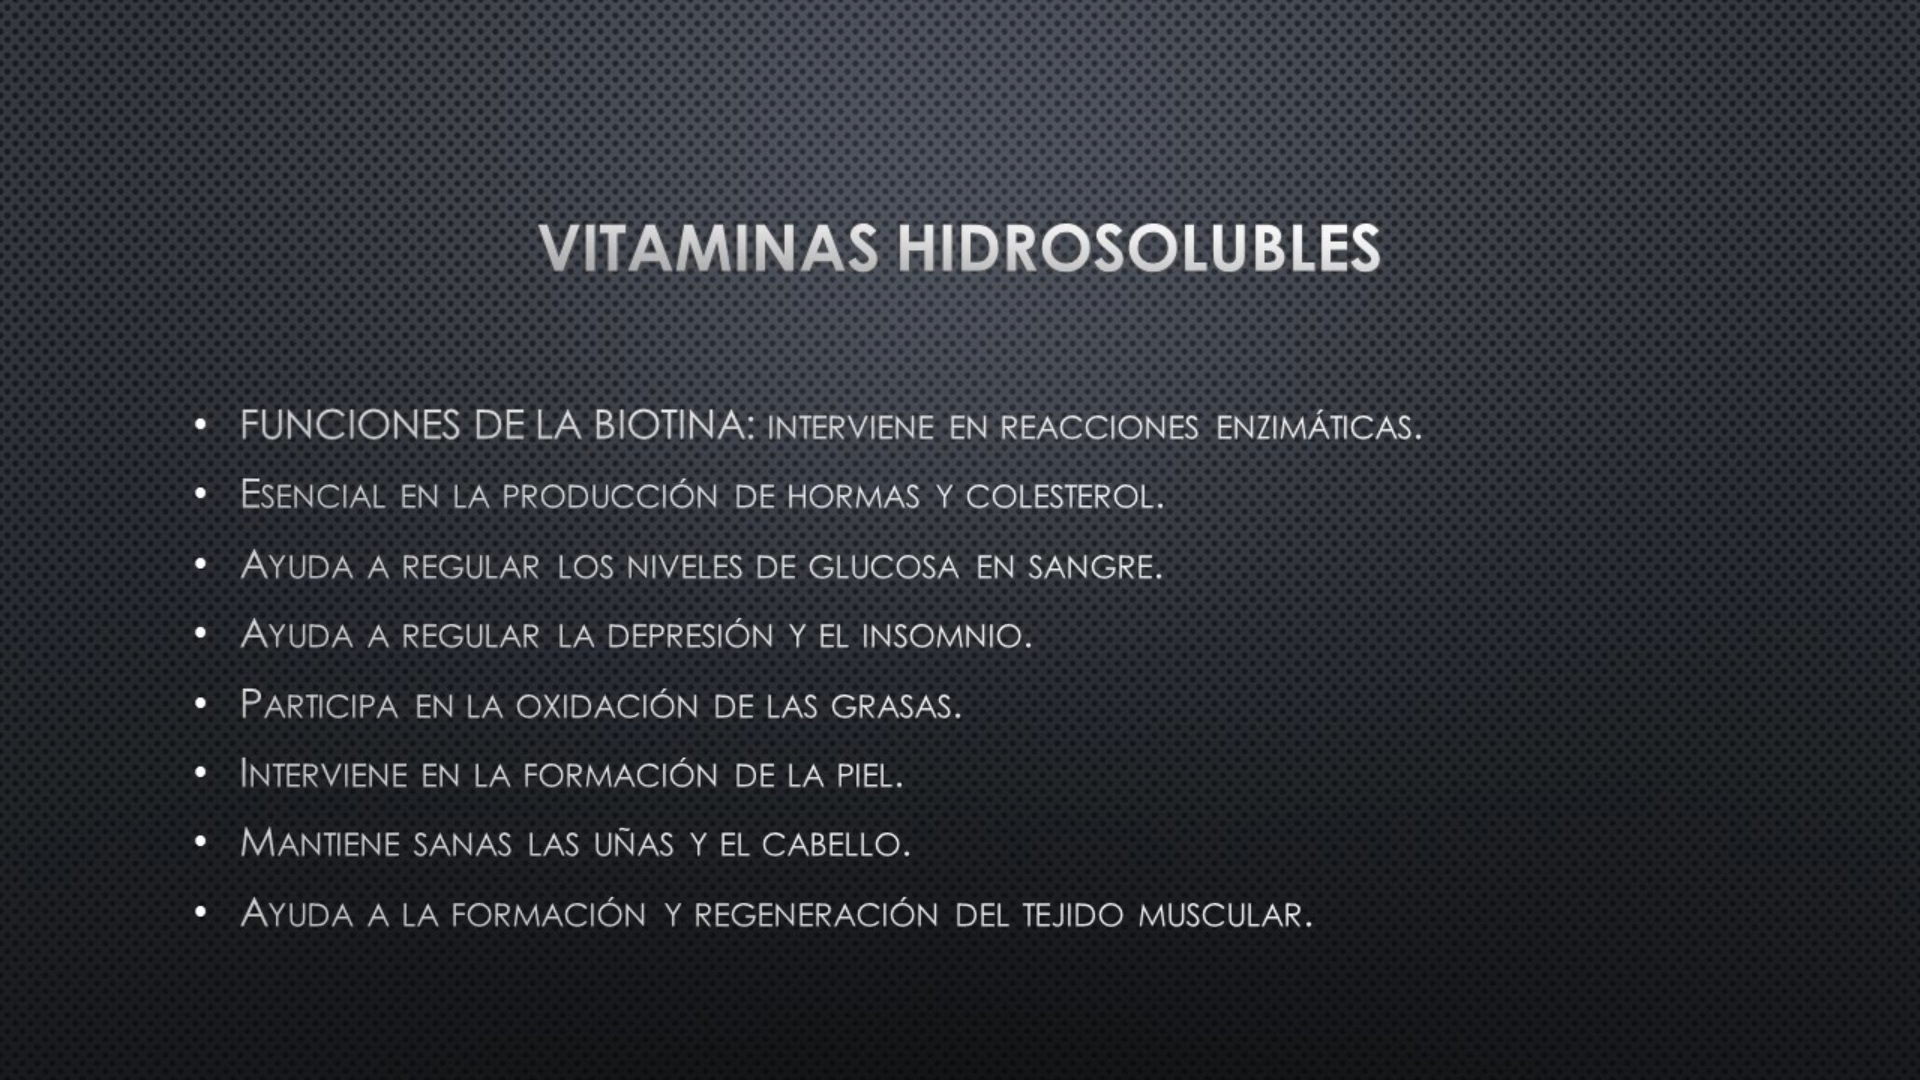 VITAMINAS HIDROSOLUBLES
• FUNCIONES DE LA BIOTINA: INTERVIENE EN REACCIONES ENZIMÁTICAS.
• ESENCIAL EN LA PRODUCCIÓN DE HORMAS Y COLESTEROL.
• AYUDA A REGULAR LOS NIVELES DE GLUCOSA EN SANGRE.
• AYUDA A REGULAR LA DEPRESIÓN Y EL INSOMNIO.
• PARTICIPA EN LA OXIDACIÓN DE LAS GRASAS.
• INTERVIENE EN LA FORMACIÓN DE LA PIEL.
• MANTIENE SANAS LAS UÑAS Y EL CABELLO.
• AYUDA A LA FORMACIÓN Y REGENERACIÓN DEL TEJIDO MUSCULAR.